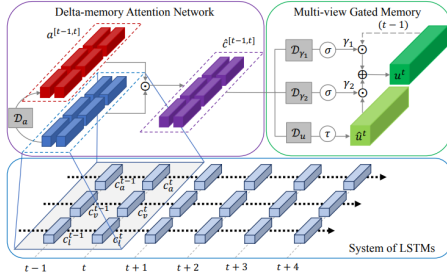 Delta-memory Attention Network
Multi-view Gated Memory
(t − 1)
a^{[t−1,t]}
ĉ^{[t−1,t]}
𝒟_{γ₁} σ γ₁
𝒟_{γ₂} σ γ₂
u^t
𝒟_a
𝒟_u τ û^t
c_a^{t−1} c_a^t
c_v^{t−1} c_v^t
c_l^{t−1} c_l^t
System of LSTMs
t − 1 t t + 1 t + 2 t + 3 t + 4